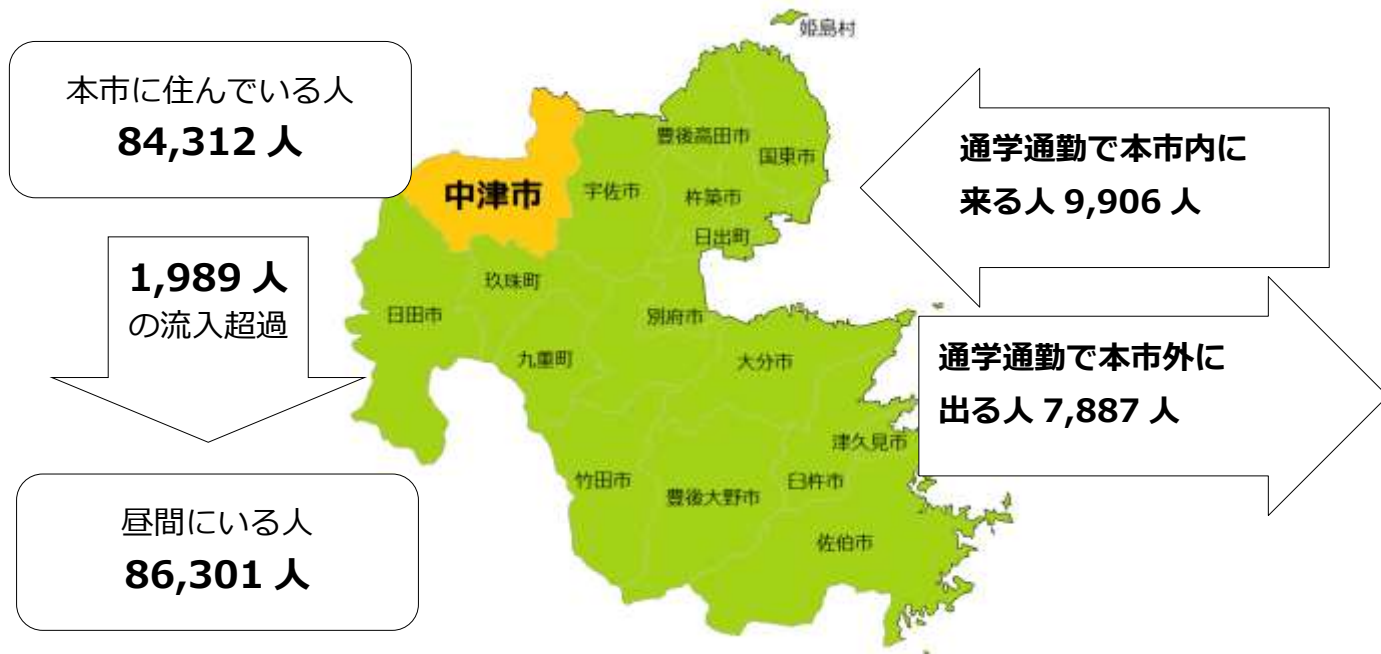 本市に住んでいる人
84,312 人
1,989 人
の流入超過
昼間にいる人
86,301 人
姫島村
豊後高田市
国東市
中津市
宇佐市
杵築市
日出町
玖珠町
日田市
別府市
九重町
大分市
津久見市
竹田市
臼杵市
豊後大野市
佐伯市
通学通勤で本市内に
来る人 9,906 人
通学通勤で本市外に
出る人 7,887 人